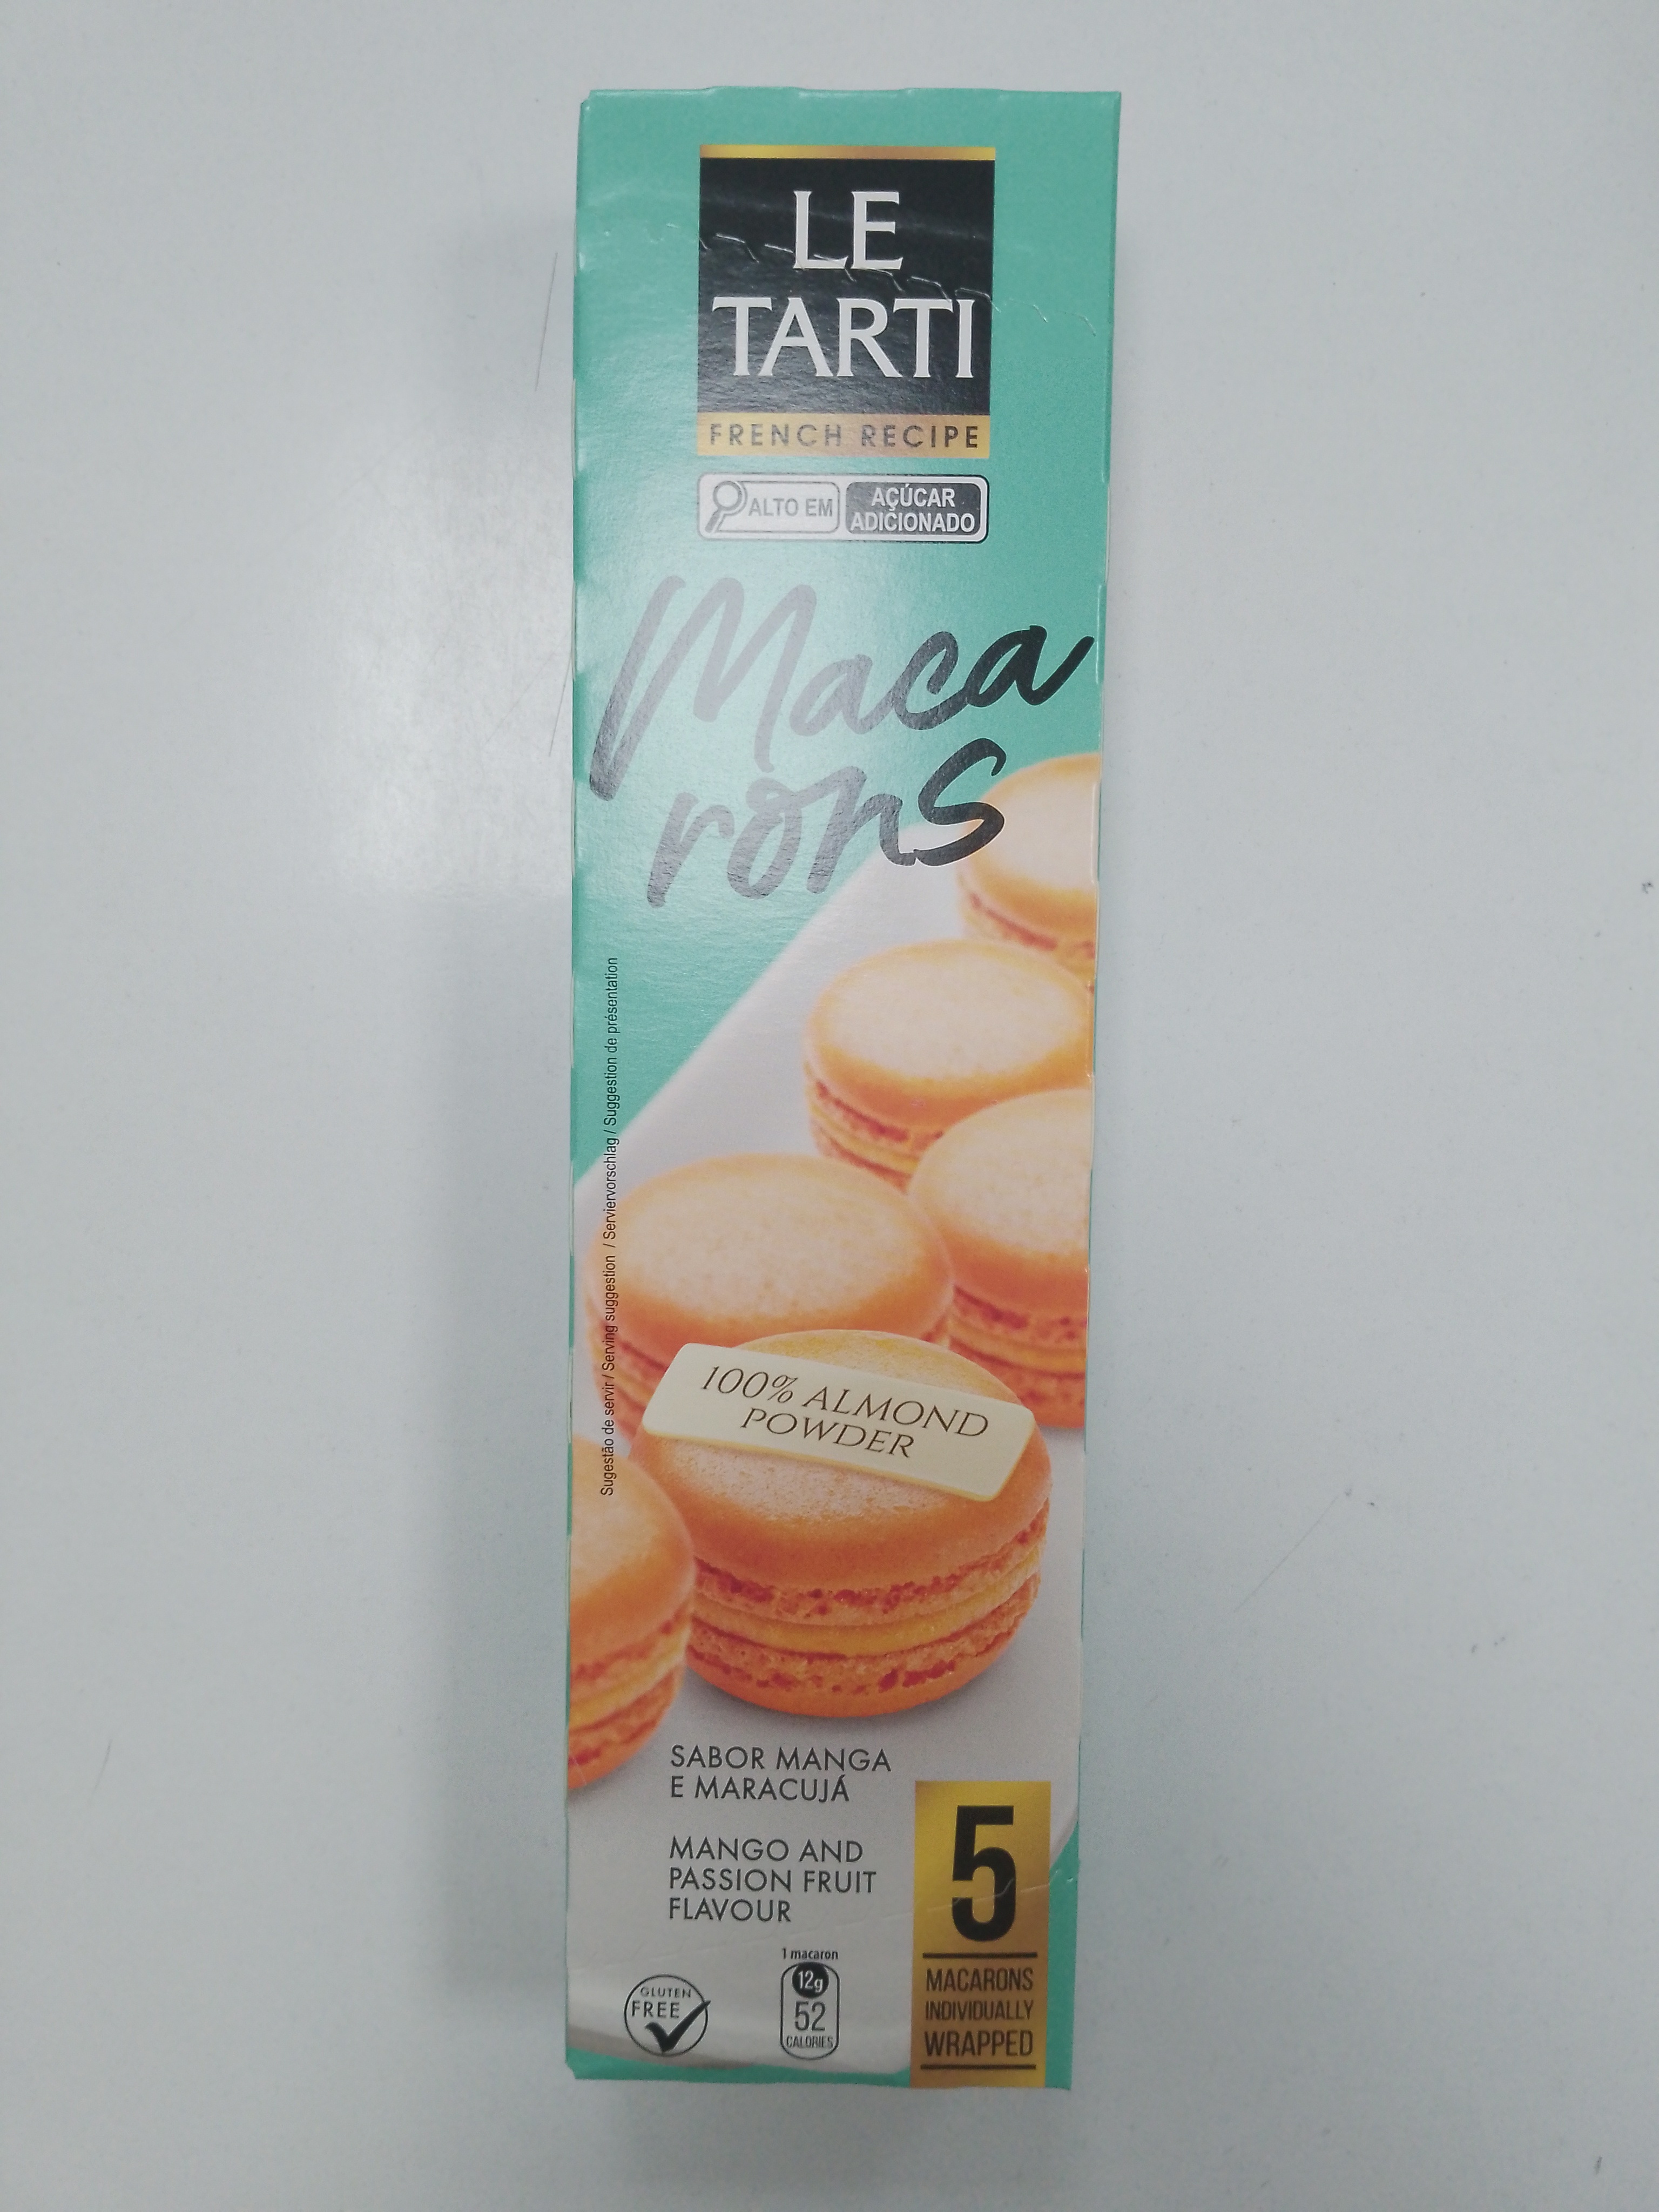 LE
TARTI
FRENCH RECIPE
ALTO EM
AÇÚCAR
ADICIONADO
Maca
rons
Sugestão de servir / Serving suggestion / Serviervorschlag / Suggestion de présentation
100% ALMOND
POWDER
SABOR MANGA
E MARACUJÁ
MANGO AND
PASSION FRUIT
FLAVOUR
GLUTEN
FREE
1 macaron
12g
52
CALORIES
5
MACARONS
INDIVIDUALLY
WRAPPED